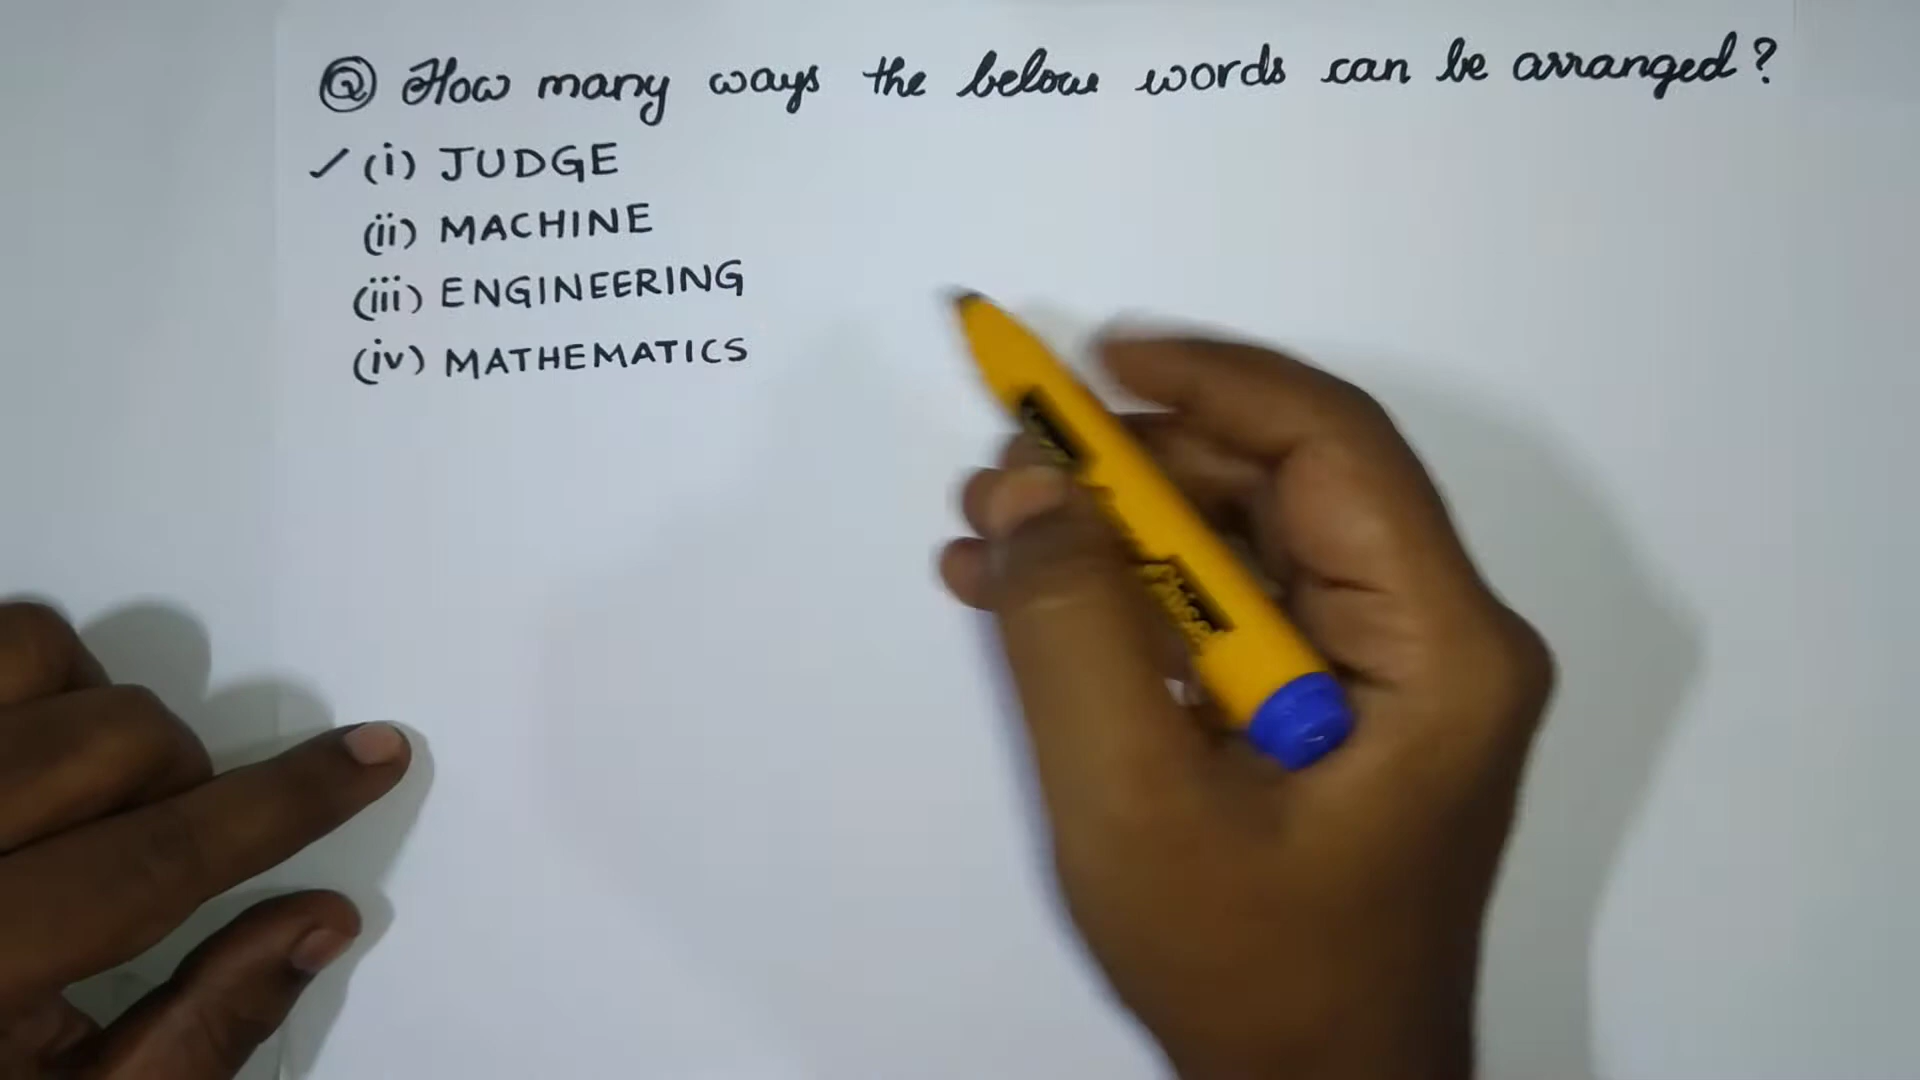 Q How many ways the below words can be arranged?
(i) JUDGE
(ii) MACHINE
(iii) ENGINEERING
(iv) MATHEMATICS